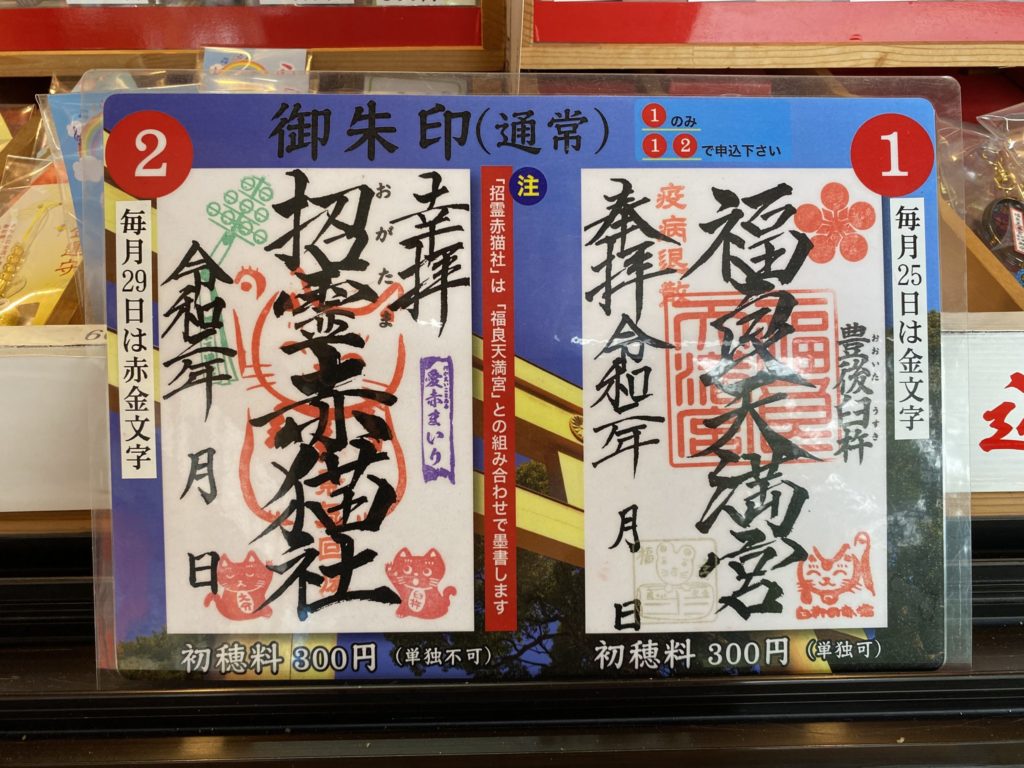 御朱印(通常)
①のみ
①②で申込下さい
1
毎月25日は金文字
豊後臼杵
おおいた うすき
福良天満宮
疫病退散
奉拝
令和二年 月 日
初穂料 300円 (単独可)
注
「招霊赤猫社」は「福良天満宮」との組み合わせで墨書します
2
幸拝
愛赤まいり
招霊赤猫社
おがたま
令和二年 月 日
毎月29日は赤金文字
初穂料 300円 (単独不可)